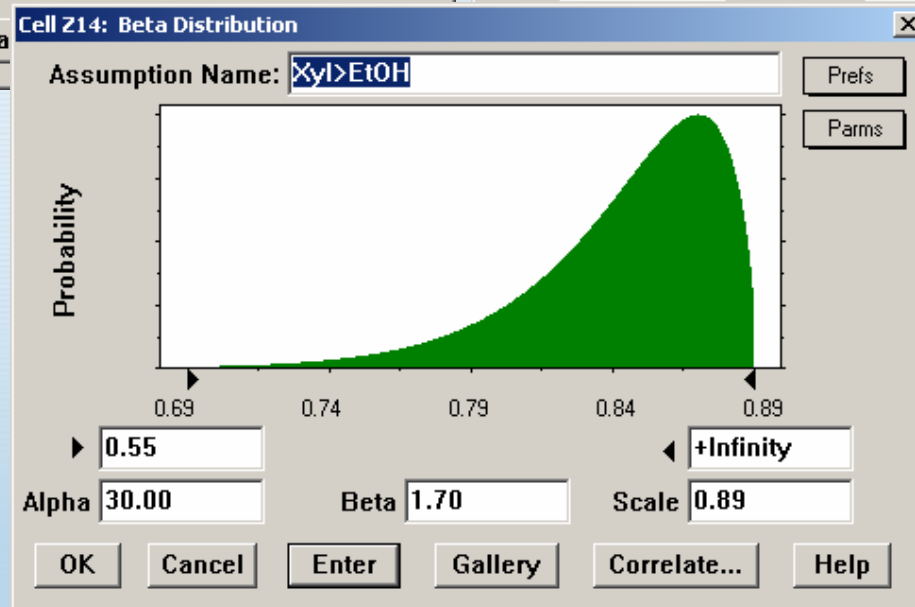 Cell Z14: Beta Distribution
a
Assumption Name: Xyl>EtOH
Prefs
Parms
Probability
0.69 0.74 0.79 0.84 0.89
0.55 +Infinity
Alpha 30.00 Beta 1.70 Scale 0.89
OK Cancel Enter Gallery Correlate... Help